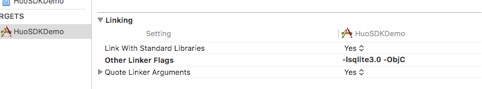 HuoSDKDemo
RGETS
HuoSDKDemo
Linking
Setting HuoSDKDemo
Link With Standard Libraries Yes
Other Linker Flags -lsqlite3.0 -ObjC
Quote Linker Arguments Yes